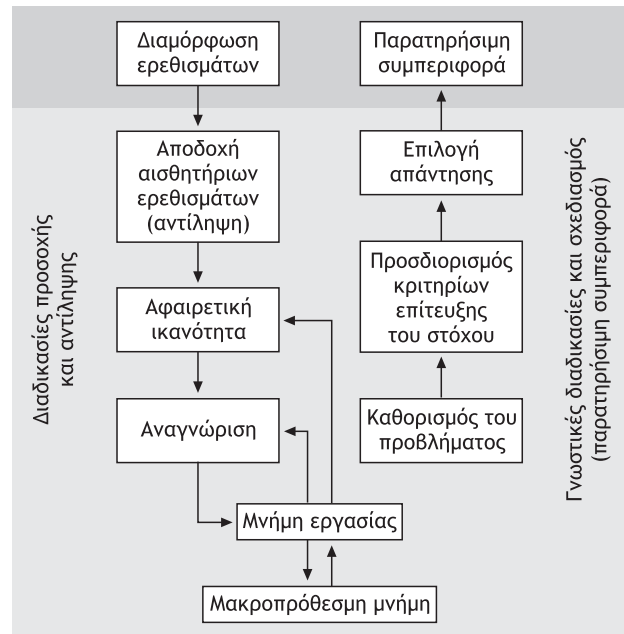 Διαμόρφωση
ερεθισμάτων
Παρατηρήσιμη
συμπεριφορά
Αποδοχή
αισθητήριων
ερεθισμάτων
(αντίληψη)
Επιλογή
απάντησης
Αφαιρετική
ικανότητα
Προσδιορισμός
κριτηρίων
επίτευξης
του στόχου
Αναγνώριση
Καθορισμός του
προβλήματος
Μνήμη εργασίας
Μακροπρόθεσμη μνήμη
Διαδικασίες προσοχής
και αντίληψης
Γνωστικές διαδικασίες και σχεδιασμός
(παρατηρήσιμη συμπεριφορά)